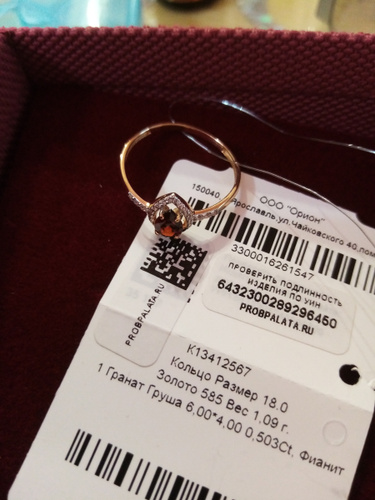 ООО "Орион"
150040, Ярославль, ул. Чайковского 40, пом
3300016261547
ПРОВЕРИТЬ ПОДЛИННОСТЬ
ИЗДЕЛИЯ ПО УИН
6432300289296450
PROBPALATA.RU
PROBPALATA.RU
К13412567
Кольцо Размер 18.0
Золото 585 Вес 1.09 г.
1 Гранат Груша 6,00*4,00 0,503Ct, Фианит